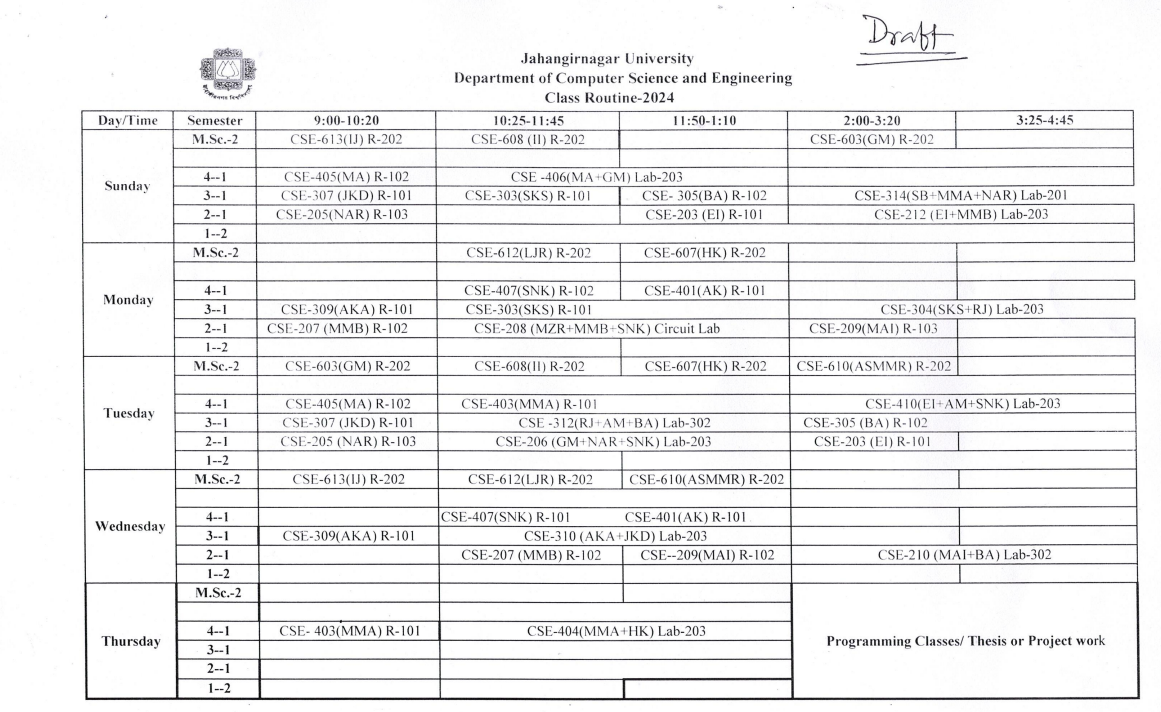 Draft
Jahangirnagar University
Department of Computer Science and Engineering
Class Routine-2024
Day/Time Semester 9:00-10:20 10:25-11:45 11:50-1:10 2:00-3:20 3:25-4:45
Sunday
M.Sc.-2 CSE-613(IJ) R-202 CSE-608 (II) R-202 CSE-603(GM) R-202
4--1 CSE-405(MA) R-102 CSE -406(MA+GM) Lab-203
3--1 CSE-307 (JKD) R-101 CSE-303(SKS) R-101 CSE- 305(BA) R-102 CSE-314(SB+MMA+NAR) Lab-201
2--1 CSE-205(NAR) R-103 CSE-203 (EI) R-101 CSE-212 (EI+MMB) Lab-203
1--2
Monday
M.Sc.-2 CSE-612(LJR) R-202 CSE-607(HK) R-202
4--1 CSE-407(SNK) R-102 CSE-401(AK) R-101
3--1 CSE-309(AKA) R-101 CSE-303(SKS) R-101 CSE-304(SKS+RJ) Lab-203
2--1 CSE-207 (MMB) R-102 CSE-208 (MZR+MMB+SNK) Circuit Lab CSE-209(MAI) R-103
1--2
Tuesday
M.Sc.-2 CSE-603(GM) R-202 CSE-608(II) R-202 CSE-607(HK) R-202 CSE-610(ASMMR) R-202
4--1 CSE-405(MA) R-102 CSE-403(MMA) R-101 CSE-410(EI+AM+SNK) Lab-203
3--1 CSE-307 (JKD) R-101 CSE -312(RJ+AM+BA) Lab-302 CSE-305 (BA) R-102
2--1 CSE-205 (NAR) R-103 CSE-206 (GM+NAR+SNK) Lab-203 CSE-203 (EI) R-101
1--2
Wednesday
M.Sc.-2 CSE-613(IJ) R-202 CSE-612(LJR) R-202 CSE-610(ASMMR) R-202
4--1 CSE-407(SNK) R-101 CSE-401(AK) R-101
3--1 CSE-309(AKA) R-101 CSE-310 (AKA+JKD) Lab-203
2--1 CSE-207 (MMB) R-102 CSE--209(MAI) R-102 CSE-210 (MAI+BA) Lab-302
1--2
Thursday
M.Sc.-2
4--1 CSE- 403(MMA) R-101 CSE-404(MMA+HK) Lab-203
3--1
2--1
1--2
Programming Classes/ Thesis or Project work